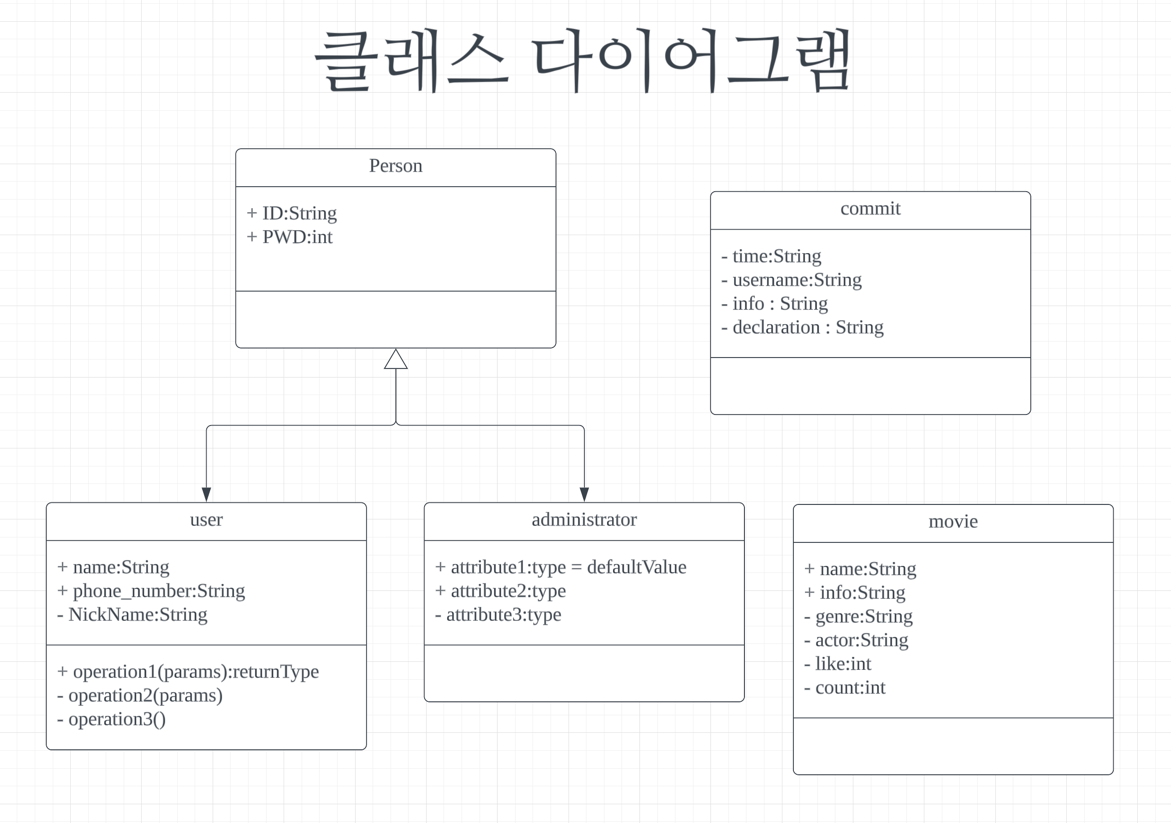 클래스 다이어그램
Person
+ ID:String
+ PWD:int
commit
- time:String
- username:String
- info : String
- declaration : String
user
+ name:String
+ phone_number:String
- NickName:String
+ operation1(params):returnType
- operation2(params)
- operation3()
administrator
+ attribute1:type = defaultValue
+ attribute2:type
- attribute3:type
movie
+ name:String
+ info:String
- genre:String
- actor:String
- like:int
- count:int